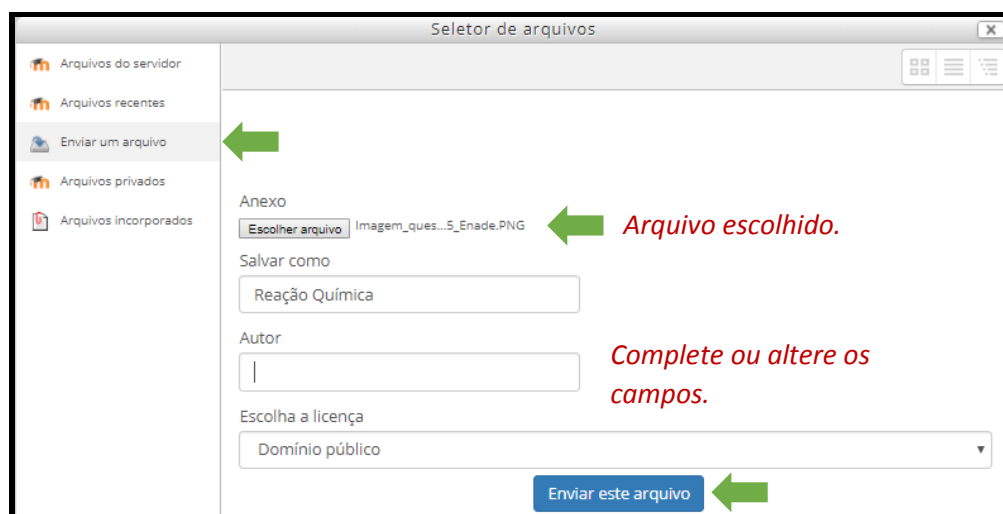 Seletor de arquivos
Arquivos do servidor
Arquivos recentes
Enviar um arquivo
Arquivos privados
Arquivos incorporados
Anexo
Escolher arquivo Imagem_ques...5_Enade.PNG
Arquivo escolhido.
Salvar como
Reação Química
Autor
Complete ou altere os
campos.
Escolha a licença
Domínio público
Enviar este arquivo